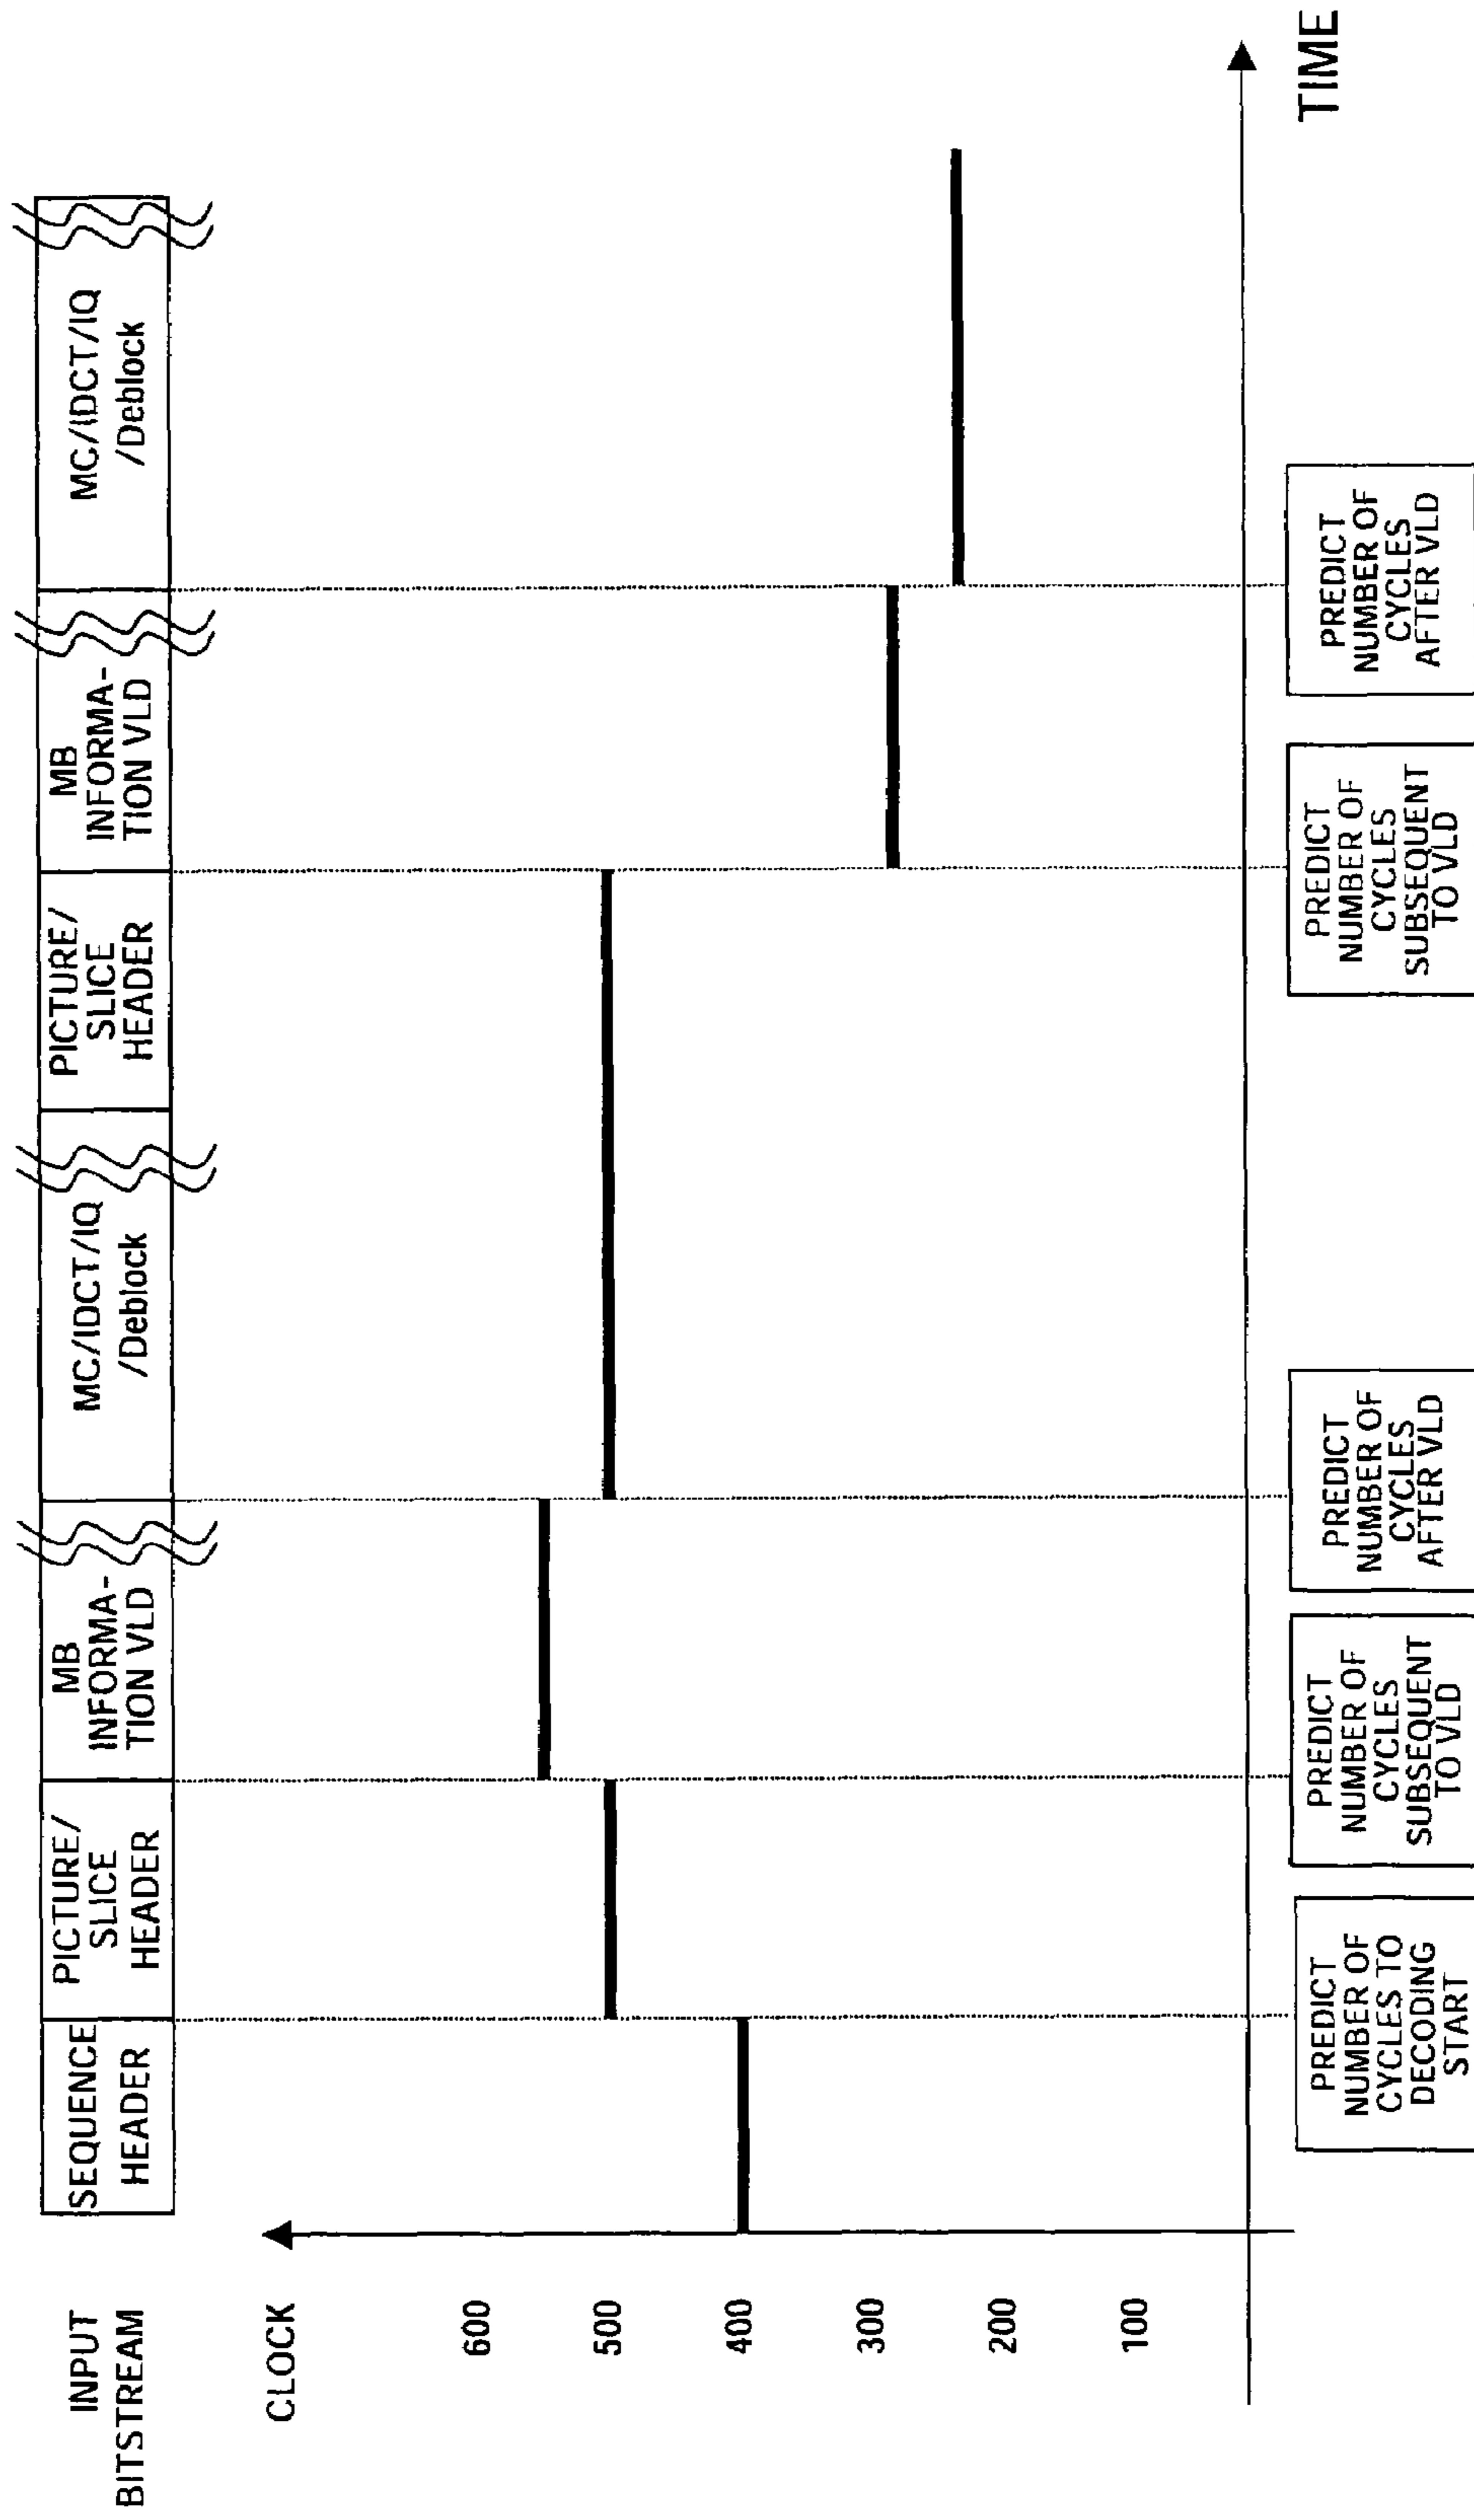 INPUT
BITSTREAM
SEQUENCE
HEADER
PICTURE/
SLICE
HEADER
MB
INFORMA-
TION VLD
MC/IDCT/IQ
/Deblock
PICTURE/
SLICE
HEADER
MB
INFORMA-
TION VLD
MC/IDCT/IQ
/Deblock
CLOCK
600
500
400
300
200
100
TIME
PREDICT
NUMBER OF
CYCLES TO
DECODING
START
PREDICT
NUMBER OF
CYCLES
SUBSEQUENT
TO VLD
PREDICT
NUMBER OF
CYCLES
AFTER VLD
PREDICT
NUMBER OF
CYCLES
SUBSEQUENT
TO VLD
PREDICT
NUMBER OF
CYCLES
AFTER VLD